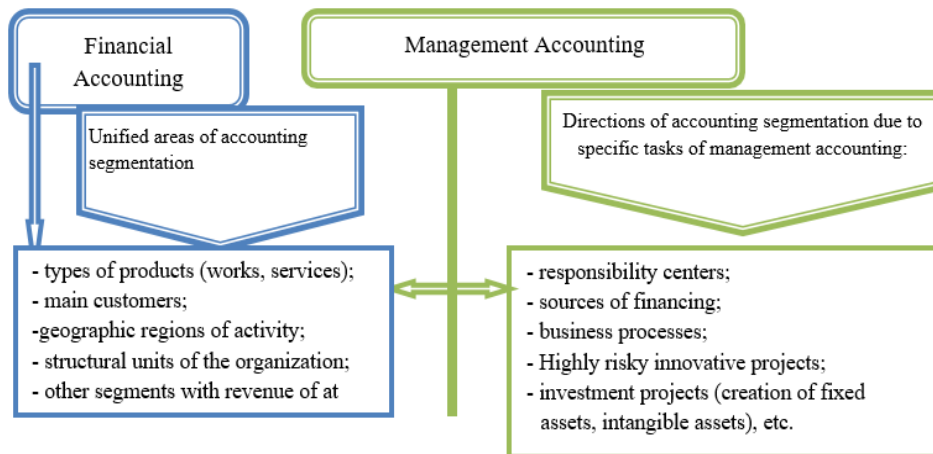 Financial
Accounting
Management Accounting
Unified areas of accounting
segmentation
Directions of accounting segmentation due to
specific tasks of management accounting:
- types of products (works, services);
- main customers;
-geographic regions of activity;
- structural units of the organization;
- other segments with revenue of at
- responsibility centers;
- sources of financing;
- business processes;
- Highly risky innovative projects;
- investment projects (creation of fixed
assets, intangible assets), etc.